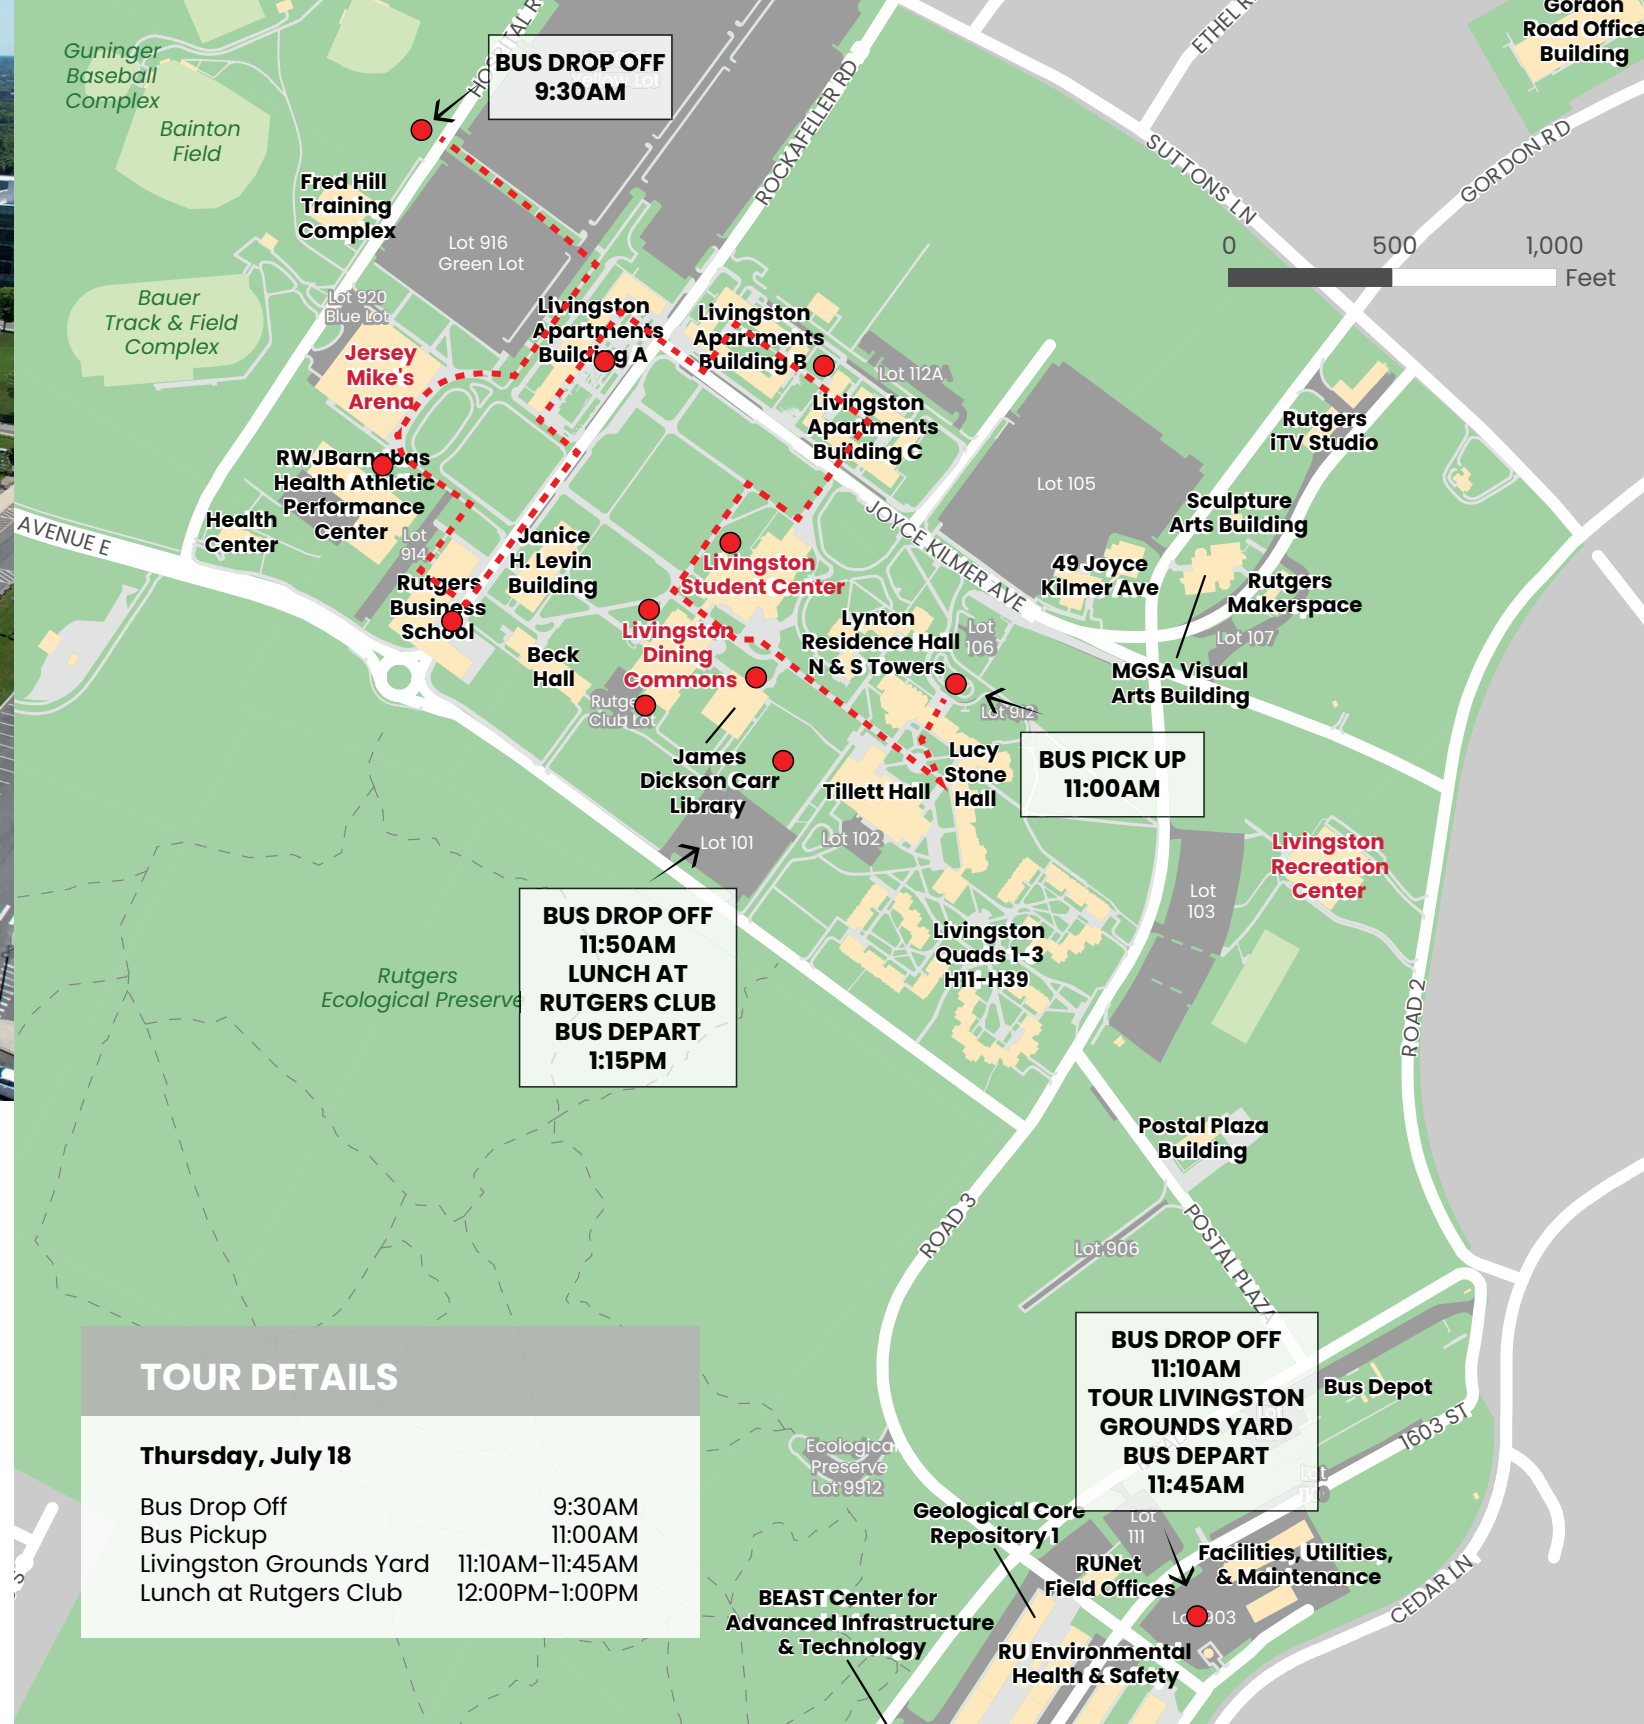 Guninger
Baseball
Complex
Bainton
Field
HOSPITAL R
BUS DROP OFF
9:30AM
Yellow Lot
ROCKAFELLER RD
ETHEL R
Gordon
Road Office
Building
SUTTONS LN
GORDON RD
0 500 1,000
Feet
Fred Hill
Training
Complex
Lot 916
Green Lot
Bauer
Track & Field
Complex
Lot 920
Blue Lot
Jersey
Mike's
Arena
Livingston
Apartments
Building A
Livingston
Apartments
Building B
Lot 112A
Livingston
Apartments
Building C
Rutgers
iTV Studio
RWJBarnabas
Health Athletic
Performance
Center
Health
Center
AVENUE E
Lot
914
Janice
H. Levin
Building
Rutgers
Business
School
Lot 105
JOYCE KILMER AVE
Sculpture
Arts Building
49 Joyce
Kilmer Ave
Rutgers
Makerspace
Lot 107
MGSA Visual
Arts Building
Livingston
Student Center
Livingston
Dining
Commons
Lynton
Residence Hall
N & S Towers
Lot
106
Beck
Hall
Rutge
Club Lot
Lot 912
BUS PICK UP
11:00AM
James
Dickson Carr
Library
Tillett Hall
Lucy
Stone
Hall
Lot 101
Lot 102
Lot
103
Livingston
Recreation
Center
BUS DROP OFF
11:50AM
LUNCH AT
RUTGERS CLUB
BUS DEPART
1:15PM
Livingston
Quads 1-3
H11-H39
Rutgers
Ecological Preserve
ROAD 2
Postal Plaza
Building
ROAD 3
Lot 906
POSTAL PLAZA
BUS DROP OFF
11:10AM
TOUR LIVINGSTON
GROUNDS YARD
BUS DEPART
11:45AM
Bus Depot
1603 ST
TOUR DETAILS
Thursday, July 18
Bus Drop Off 9:30AM
Bus Pickup 11:00AM
Livingston Grounds Yard 11:10AM-11:45AM
Lunch at Rutgers Club 12:00PM-1:00PM
Ecological
Preserve
Lot 9912
Geological Core
Repository 1
Lot
111
RUNet
Field Offices
Facilities, Utilities,
& Maintenance
Lot 903
CEDAR LN
BEAST Center for
Advanced Infrastructure
& Technology
RU Environmental
Health & Safety